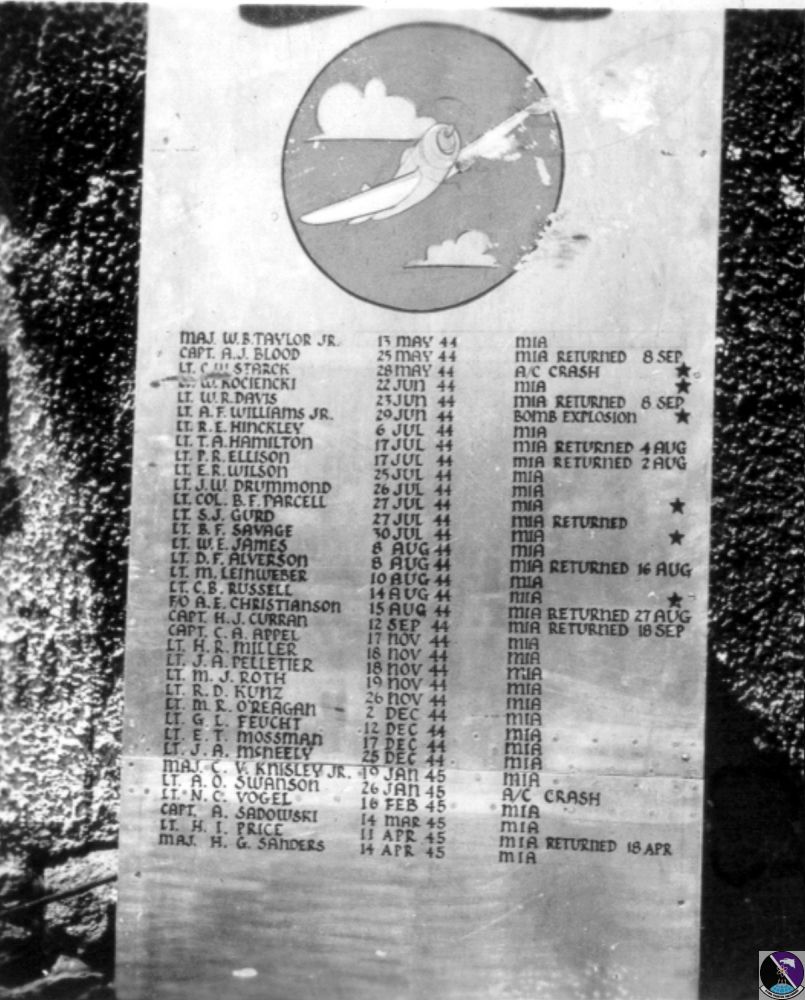 MAJ. W.B.TAYLOR JR. 13 MAY 44 MIA
CAPT. A.J. BLOOD 25 MAY 44 MIA RETURNED 8 SEP
LT. C.W. STARCK 28 MAY 44 A/C CRASH ★
LT. W. KOCIENCKI 22 JUN 44 MIA ★
LT. W.R.DAVIS 23 JUN 44 MIA RETURNED 8 SEP
LT. A.F. WILLIAMS JR. 29 JUN 44 BOMB EXPLOSION ★
LT. R.E. HINCKLEY 6 JUL 44 MIA
LT. T.A. HAMILTON 17 JUL 44 MIA RETURNED 4 AUG
LT. P.R. ELLISON 17 JUL 44 MIA RETURNED 2 AUG
LT. E.R. WILSON 25 JUL 44 MIA
LT. J.W. DRUMMOND 26 JUL 44 MIA
LT. COL. B.F. TARCELL 27 JUL 44 MIA ★
LT. S.J. GURD 27 JUL 44 MIA RETURNED
LT. B.F. SAVAGE 30 JUL 44 MIA ★
LT. W.E. JAMES 8 AUG 44 MIA
LT. D.F. ALVERSON 8 AUG 44 MIA RETURNED 16 AUG
LT. M. LEINWEBER 10 AUG 44 MIA
LT. C.B. RUSSELL 14 AUG 44 MIA ★
F/O A.E. CHRISTIANSON 15 AUG 44 MIA RETURNED 27 AUG
CAPT. H.J. CURRAN 12 SEP 44 MIA RETURNED 18 SEP
CAPT. C.A. APPEL 17 NOV 44 MIA
LT. H.R. MILLER 18 NOV 44 MIA
LT. J.A. PELLETIER 18 NOV 44 MIA
LT. M.J. ROTH 19 NOV 44 MIA
LT. R.D. KUNZ 26 NOV 44 MIA
LT. M.R. O'REAGAN 2 DEC 44 MIA
LT. G.L. FEUCHT 12 DEC 44 MIA
LT. E.T. MOSSMAN 17 DEC 44 MIA
LT. J.A. MCNEELY 25 DEC 44 MIA
MAJ. C.V. KNISLEY JR. 19 JAN 45 MIA
LT. A.O. SWANSON 26 JAN 45 A/C CRASH
LT. N.C. VOGEL 16 FEB 45 MIA
CAPT. A. SADOWSKI 14 MAR 45 MIA
LT. H.I. PRICE 11 APR 45 MIA RETURNED 18 APR
MAJ. H.G. SANDERS 14 APR 45 MIA